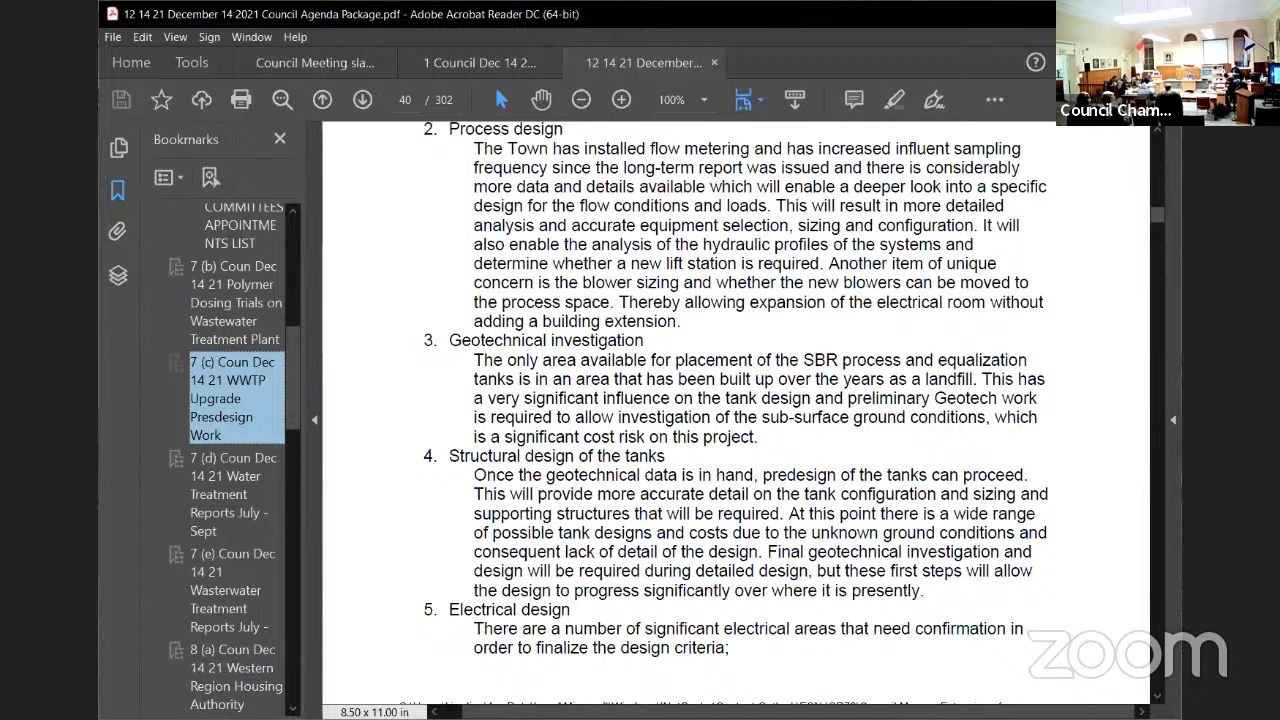 12 14 21 December 14 2021 Council Agenda Package.pdf - Adobe Acrobat Reader DC (64-bit)
File Edit View Sign Window Help
Home Tools Council Meeting sla... 1 Council Dec 14 2... 12 14 21 December... ×
40 / 302 100%
Council Cham...
Bookmarks
COMMITTEES
APPOINTME
NTS LIST
7 (b) Coun Dec
14 21 Polymer
Dosing Trials on
Wastewater
Treatment Plant
7 (c) Coun Dec
14 21 WWTP
Upgrade
Presdesign
Work
7 (d) Coun Dec
14 21 Water
Treatment
Reports July -
Sept
7 (e) Coun Dec
14 21
Wasterwater
Treatment
Reports July -
8 (a) Coun Dec
14 21 Western
Region Housing
Authority
2. Process design
The Town has installed flow metering and has increased influent sampling
frequency since the long-term report was issued and there is considerably
more data and details available which will enable a deeper look into a specific
design for the flow conditions and loads. This will result in more detailed
analysis and accurate equipment selection, sizing and configuration. It will
also enable the analysis of the hydraulic profiles of the systems and
determine whether a new lift station is required. Another item of unique
concern is the blower sizing and whether the new blowers can be moved to
the process space. Thereby allowing expansion of the electrical room without
adding a building extension.
3. Geotechnical investigation
The only area available for placement of the SBR process and equalization
tanks is in an area that has been built up over the years as a landfill. This has
a very significant influence on the tank design and preliminary Geotech work
is required to allow investigation of the sub-surface ground conditions, which
is a significant cost risk on this project.
4. Structural design of the tanks
Once the geotechnical data is in hand, predesign of the tanks can proceed.
This will provide more accurate detail on the tank configuration and sizing and
supporting structures that will be required. At this point there is a wide range
of possible tank designs and costs due to the unknown ground conditions and
consequent lack of detail of the design. Final geotechnical investigation and
design will be required during detailed design, but these first steps will allow
the design to progress significantly over where it is presently.
5. Electrical design
There are a number of significant electrical areas that need confirmation in
order to finalize the design criteria;
8.50 x 11.00 in
zoom